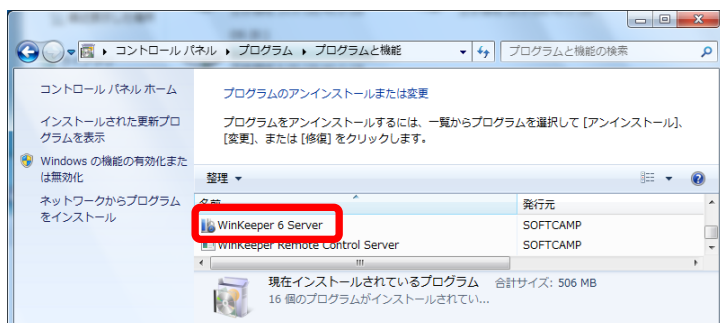 コントロール パネル ▸ プログラム ▸ プログラムと機能
プログラムと機能の検索
コントロール パネル ホーム
インストールされた更新プロ
グラムを表示
Windows の機能の有効化また
は無効化
ネットワークからプログラム
をインストール
プログラムのアンインストールまたは変更
プログラムをアンインストールするには、一覧からプログラムを選択して [アンインストール]、
[変更]、または [修復] をクリックします。
整理
名前 発行元
WinKeeper 6 Server SOFTCAMP
WinKeeper Remote Control Server SOFTCAMP
現在インストールされているプログラム 合計サイズ: 506 MB
16 個のプログラムがインストールされてい...